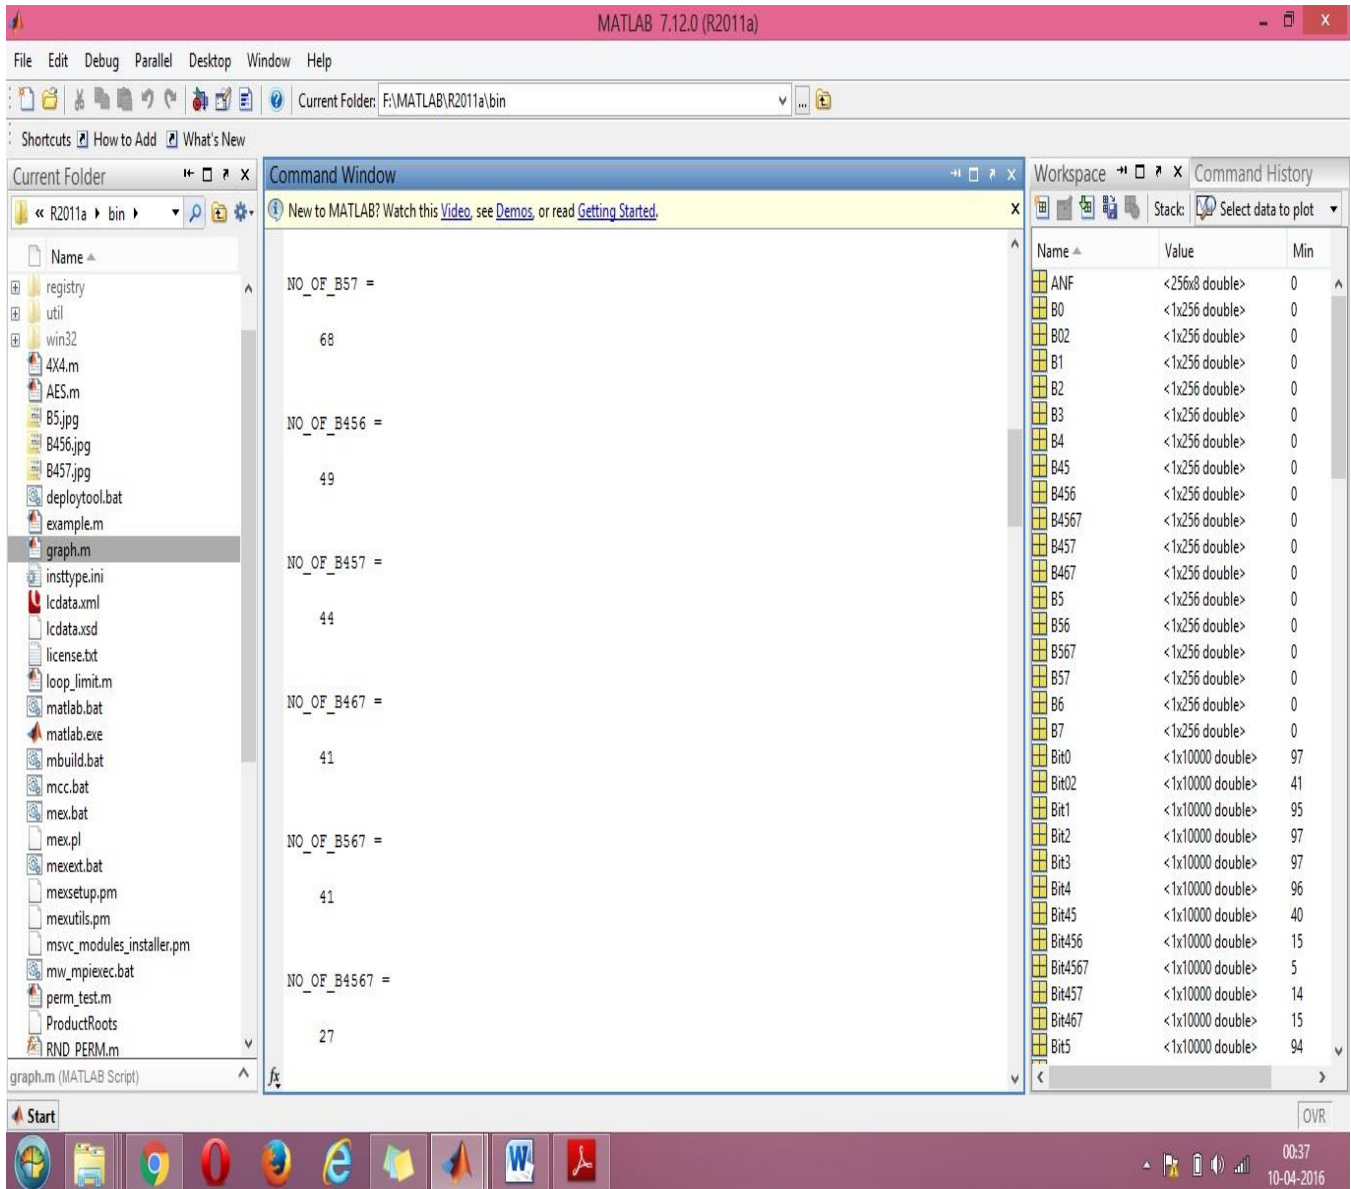 MATLAB 7.12.0 (R2011a)
File Edit Debug Parallel Desktop Window Help
Current Folder: F:\MATLAB\R2011a\bin
Shortcuts How to Add What's New
Current Folder
« R2011a bin
Name
registry
util
win32
4X4.m
AES.m
B5.jpg
B456.jpg
B457.jpg
deploytool.bat
example.m
graph.m
insttype.ini
lcdata.xml
lcdata.xsd
license.txt
loop_limit.m
matlab.bat
matlab.exe
mbuild.bat
mcc.bat
mex.bat
mex.pl
mexext.bat
mexsetup.pm
mexutils.pm
msvc_modules_installer.pm
mw_mpiexec.bat
perm_test.m
ProductRoots
RND_PERM.m
graph.m (MATLAB Script)
Command Window
New to MATLAB? Watch this Video, see Demos, or read Getting Started.
NO_OF_B57 =
68
NO_OF_B456 =
49
NO_OF_B457 =
44
NO_OF_B467 =
41
NO_OF_B567 =
41
NO_OF_B4567 =
27
fx
Workspace Command History
Stack: Select data to plot
Name Value Min
ANF <256x8 double> 0
B0 <1x256 double> 0
B02 <1x256 double> 0
B1 <1x256 double> 0
B2 <1x256 double> 0
B3 <1x256 double> 0
B4 <1x256 double> 0
B45 <1x256 double> 0
B456 <1x256 double> 0
B4567 <1x256 double> 0
B457 <1x256 double> 0
B467 <1x256 double> 0
B5 <1x256 double> 0
B56 <1x256 double> 0
B567 <1x256 double> 0
B57 <1x256 double> 0
B6 <1x256 double> 0
B7 <1x256 double> 0
Bit0 <1x10000 double> 97
Bit02 <1x10000 double> 41
Bit1 <1x10000 double> 95
Bit2 <1x10000 double> 97
Bit3 <1x10000 double> 97
Bit4 <1x10000 double> 96
Bit45 <1x10000 double> 40
Bit456 <1x10000 double> 15
Bit4567 <1x10000 double> 5
Bit457 <1x10000 double> 14
Bit467 <1x10000 double> 15
Bit5 <1x10000 double> 94
Start
OVR
00:37
10-04-2016